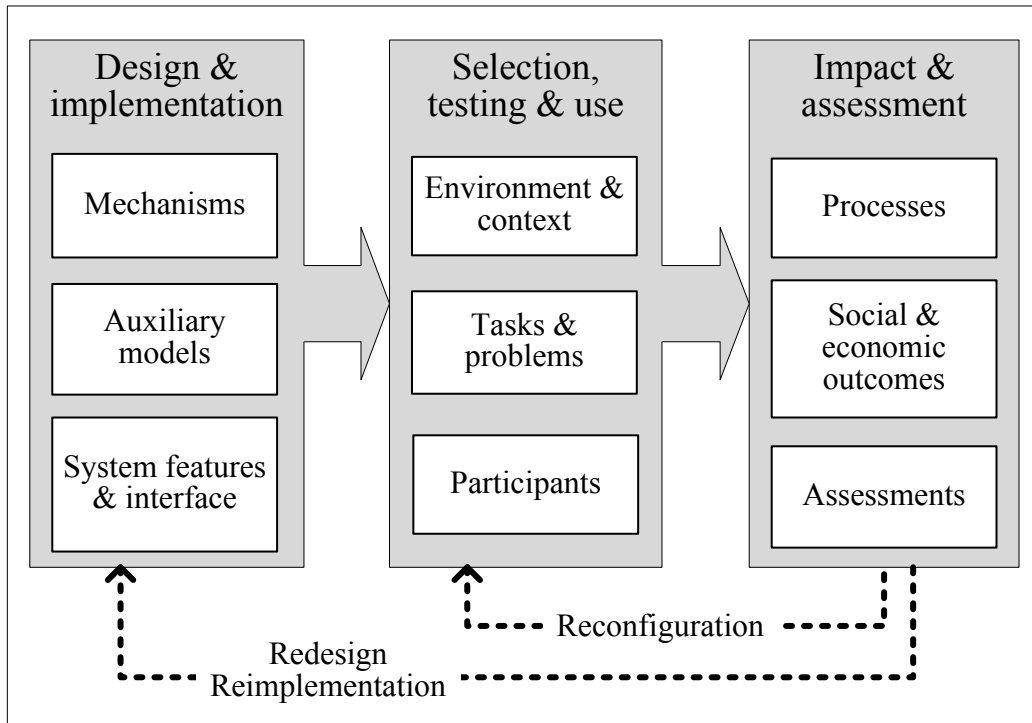 Design &
implementation
Mechanisms
Auxiliary
models
System features
& interface
Selection,
testing & use
Environment &
context
Tasks &
problems
Participants
Impact &
assessment
Processes
Social &
economic
outcomes
Assessments
Reconfiguration
Redesign
Reimplementation